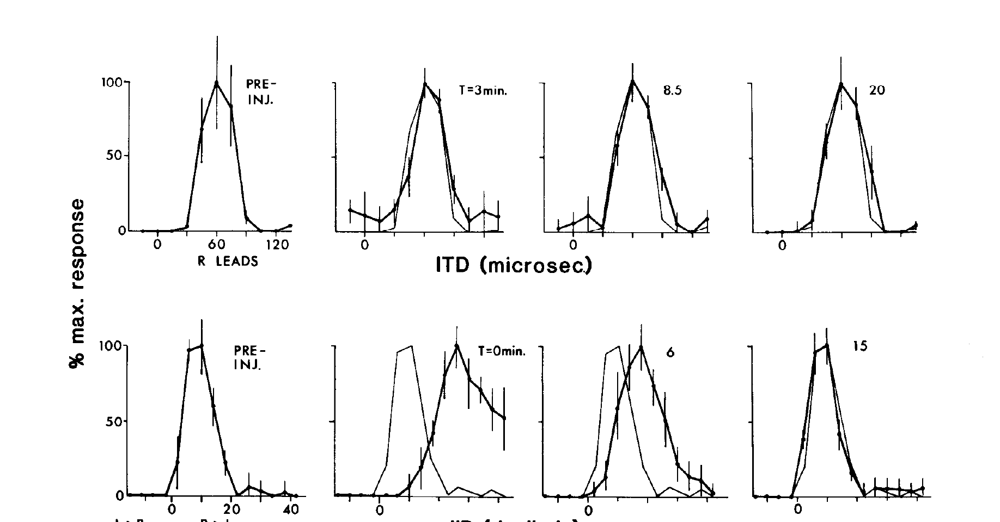 % max. response
100
50
0
PRE-
INJ.
0 60 120
R LEADS
T=3min.
0
8.5
0
20
0
ITD (microsec.)
100
50
0
PRE-
INJ.
0 20 40
T=0min.
0
6
0
15
0